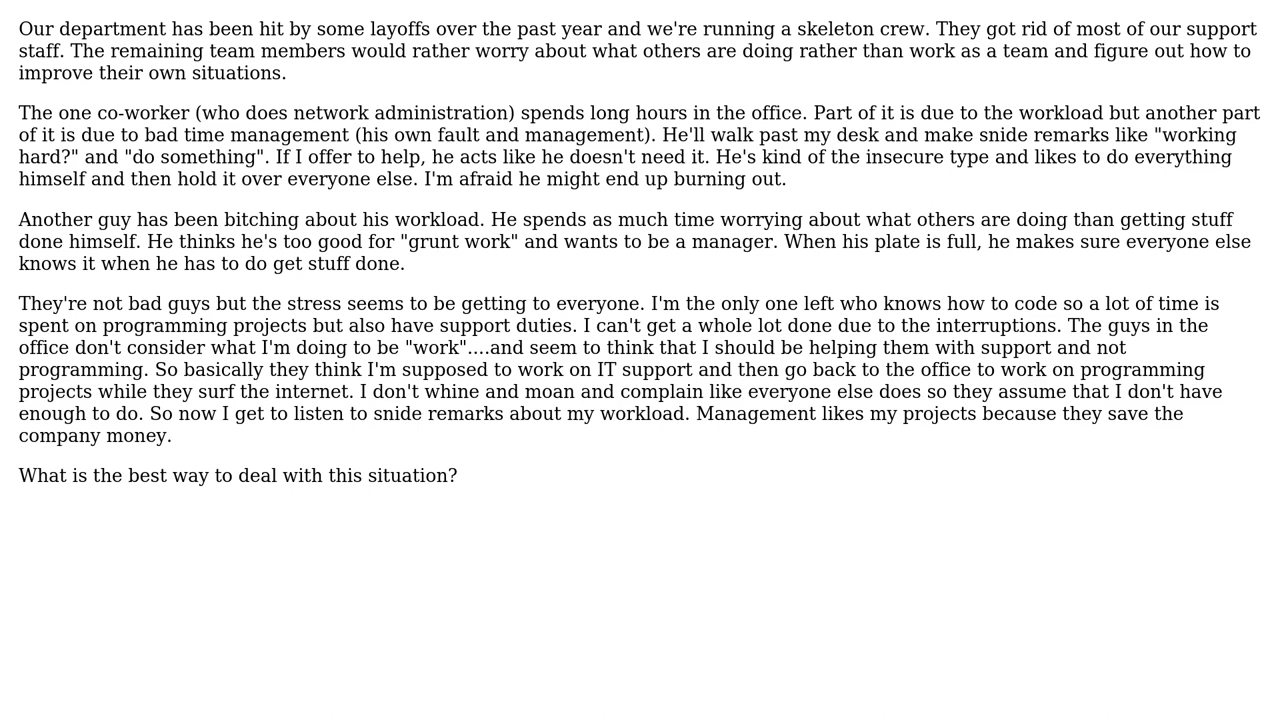 Our department has been hit by some layoffs over the past year and we're running a skeleton crew. They got rid of most of our support
staff. The remaining team members would rather worry about what others are doing rather than work as a team and figure out how to
improve their own situations.
The one co-worker (who does network administration) spends long hours in the office. Part of it is due to the workload but another part
of it is due to bad time management (his own fault and management). He'll walk past my desk and make snide remarks like "working
hard?" and "do something". If I offer to help, he acts like he doesn't need it. He's kind of the insecure type and likes to do everything
himself and then hold it over everyone else. I'm afraid he might end up burning out.
Another guy has been bitching about his workload. He spends as much time worrying about what others are doing than getting stuff
done himself. He thinks he's too good for "grunt work" and wants to be a manager. When his plate is full, he makes sure everyone else
knows it when he has to do get stuff done.
They're not bad guys but the stress seems to be getting to everyone. I'm the only one left who knows how to code so a lot of time is
spent on programming projects but also have support duties. I can't get a whole lot done due to the interruptions. The guys in the
office don't consider what I'm doing to be "work"....and seem to think that I should be helping them with support and not
programming. So basically they think I'm supposed to work on IT support and then go back to the office to work on programming
projects while they surf the internet. I don't whine and moan and complain like everyone else does so they assume that I don't have
enough to do. So now I get to listen to snide remarks about my workload. Management likes my projects because they save the
company money.
What is the best way to deal with this situation?